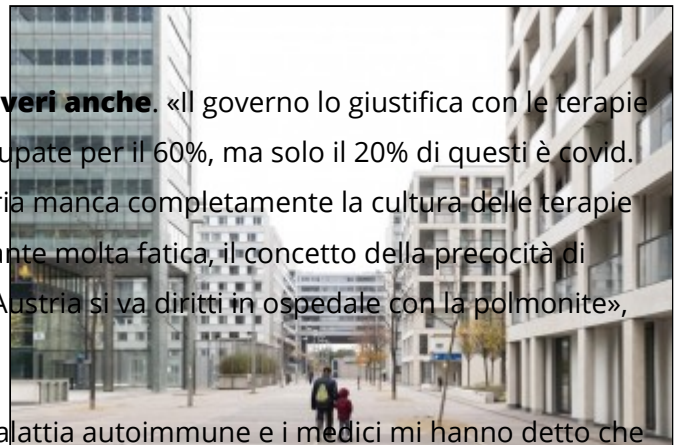 veri anche. «Il governo lo giustifica con le terapie
upate per il 60%, ma solo il 20% di questi è covid.
ria manca completamente la cultura delle terapie
ante molta fatica, il concetto della precocità di
Austria si va diritti in ospedale con la polmonite»,
alattia autoimmune e i medici mi hanno detto che